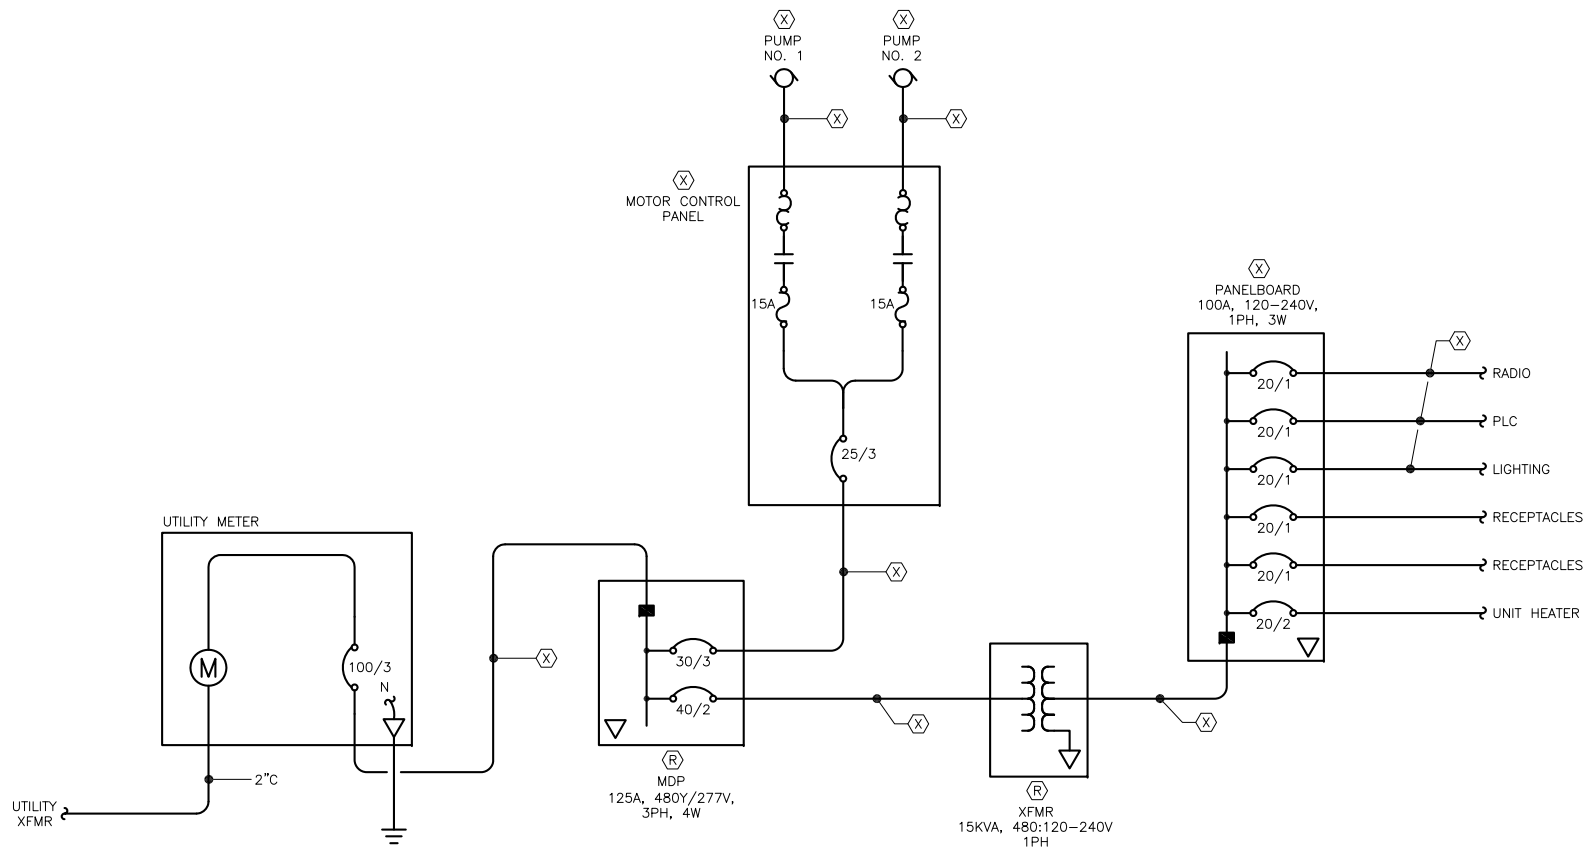 X
PUMP
NO. 1
X
PUMP
NO. 2
X
X
X
MOTOR CONTROL
PANEL
15A
15A
25/3
X
X
PANELBOARD
100A, 120-240V,
1PH, 3W
X
20/1
RADIO
20/1
PLC
20/1
LIGHTING
20/1
RECEPTACLES
20/1
RECEPTACLES
20/2
UNIT HEATER
UTILITY METER
M
100/3
N
2"C
UTILITY
XFMR
X
30/3
40/2
R
MDP
125A, 480Y/277V,
3PH, 4W
X
R
XFMR
15KVA, 480:120-240V
1PH
X